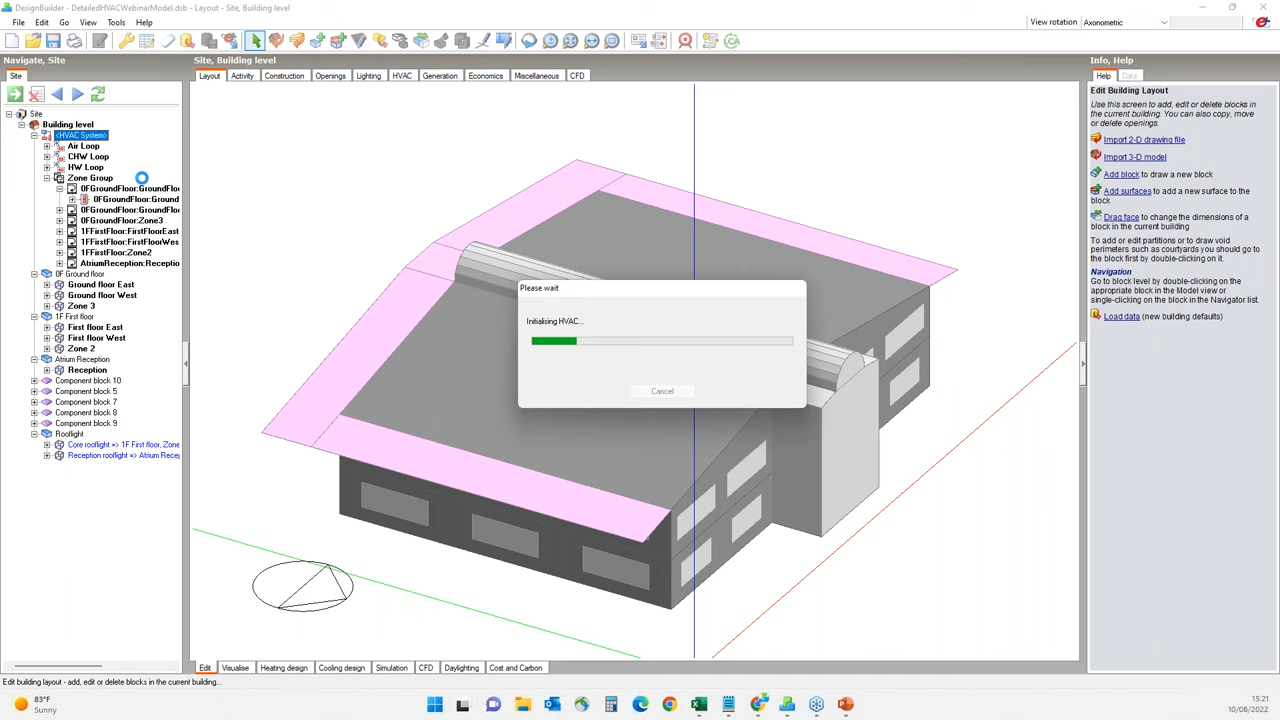 DesignBuilder - DetailedHVACWebinarModel.dsb - Layout - Site, Building level
File Edit Go View Tools Help
View rotation Axonometric
Navigate, Site
Site
Site
Building level
<HVAC System>
Air Loop
CHW Loop
HW Loop
Zone Group
0FGroundFloor:GroundFlo
0FGroundFloor:Ground
0FGroundFloor:GroundFlo
0FGroundFloor:Zone3
1FFirstFloor:FirstFloorEast
1FFirstFloor:FirstFloorWes
1FFirstFloor:Zone2
AtriumReception:Receptio
0F Ground floor
Ground floor East
Ground floor West
Zone 3
1F First floor
First floor East
First floor West
Zone 2
Atrium Reception
Reception
Component block 10
Component block 5
Component block 7
Component block 8
Component block 9
Rooflight
Core rooflight => 1F First floor, Zone
Reception rooflight => Atrium Recep
Site, Building level
Layout Activity Construction Openings Lighting HVAC Generation Economics Miscellaneous CFD
Please wait
Initialising HVAC...
Cancel
Edit Visualise Heating design Cooling design Simulation CFD Daylighting Cost and Carbon
Info, Help
Help Data
Edit Building Layout
Use this screen to add, edit or delete blocks in
the current building. You can also copy, move
or delete openings.
Import 2-D drawing file
Import 3-D model
Add block to draw a new block
Add surfaces to add a new surface to the
block
Drag face to change the dimensions of a
block in the current building
To add or edit partitions or to draw void
perimeters such as courtyards you should go to
the block first by double-clicking on it.
Navigation
Go to block level by double-clicking on the
appropriate block in the Model view or
single-clicking on the block in the Navigator list.
Load data (new building defaults)
Edit building layout - add, edit or delete blocks in the current building...
83°F
Sunny
15:21
10/08/2022